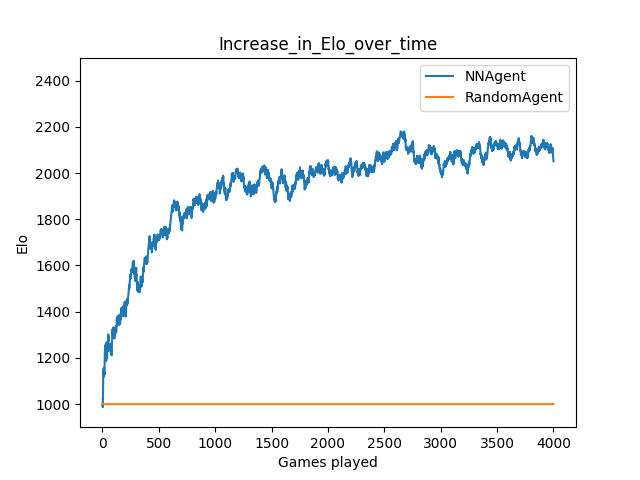 Increase_in_Elo_over_time
NNAgent
RandomAgent
2400
2200
2000
1800
1600
1400
1200
1000
Elo
0 500 1000 1500 2000 2500 3000 3500 4000
Games played